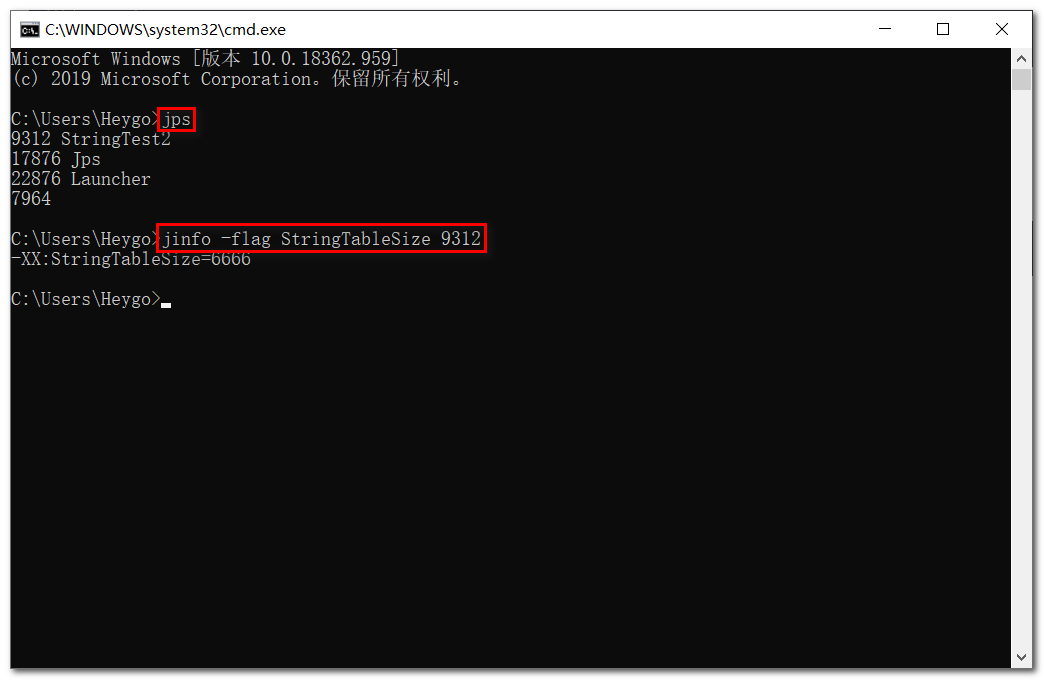 C:\WINDOWS\system32\cmd.exe
Microsoft Windows [版本 10.0.18362.959]
(c) 2019 Microsoft Corporation。保留所有权利。
C:\Users\Heygo>jps
9312 StringTest2
17876 Jps
22876 Launcher
7964
C:\Users\Heygo>jinfo -flag StringTableSize 9312
-XX:StringTableSize=6666
C:\Users\Heygo>